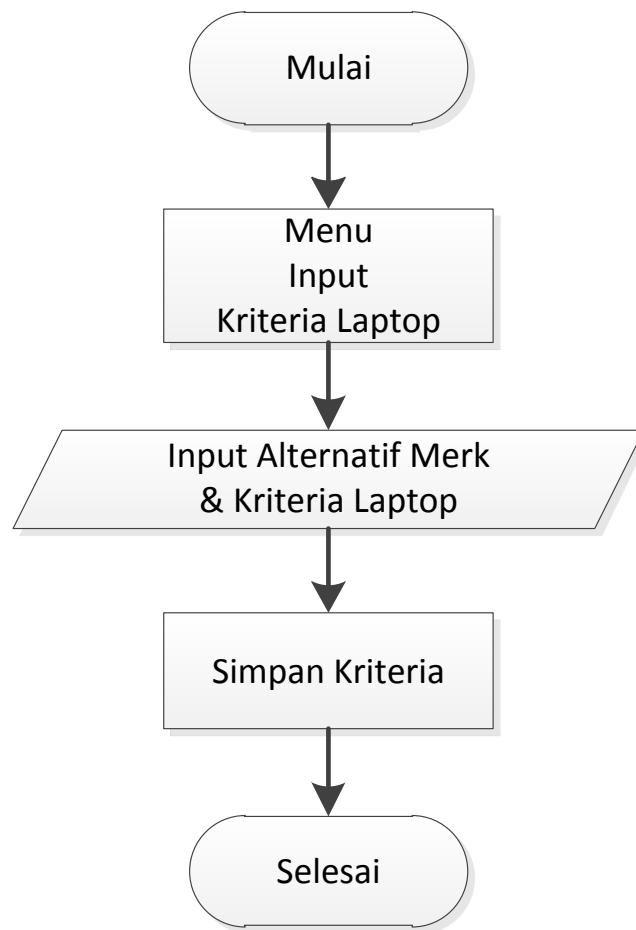 Mulai
Menu
Input
Kriteria Laptop
Input Alternatif Merk
& Kriteria Laptop
Simpan Kriteria
Selesai